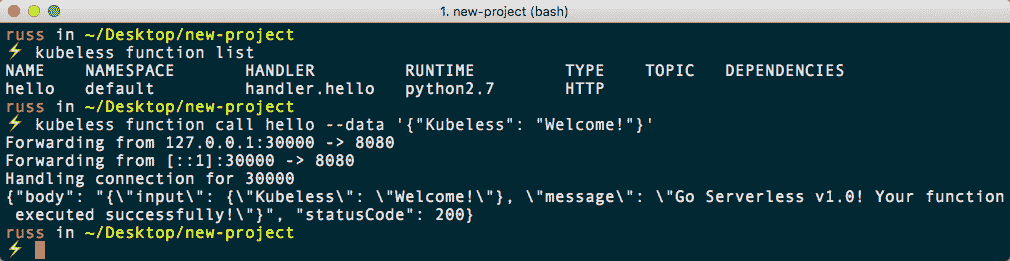 1. new-project (bash)
russ in ~/Desktop/new-project
⚡ kubeless function list
NAME    NAMESPACE       HANDLER         RUNTIME         TYPE    TOPIC   DEPENDENCIES
hello   default         handler.hello   python2.7       HTTP
russ in ~/Desktop/new-project
⚡ kubeless function call hello --data '{"Kubeless": "Welcome!"}'
Forwarding from 127.0.0.1:30000 -> 8080
Forwarding from [::1]:30000 -> 8080
Handling connection for 30000
{"body": "{\"input\": {\"Kubeless\": \"Welcome!\"}, \"message\": \"Go Serverless v1.0! Your function
 executed successfully!\"}", "statusCode": 200}
russ in ~/Desktop/new-project
⚡